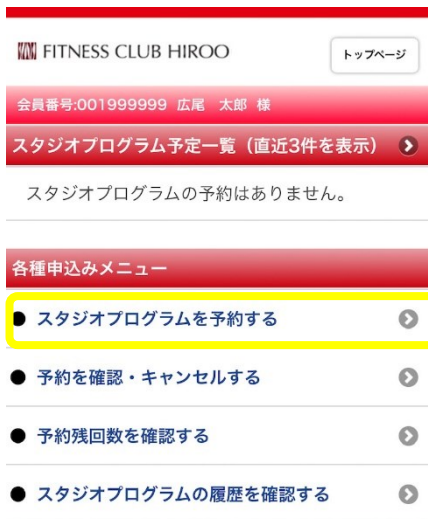 FITNESS CLUB HIROO
トップページ
会員番号:001999999 広尾 太郎 様
スタジオプログラム予定一覧（直近3件を表示）
スタジオプログラムの予約はありません。
各種申込みメニュー
● スタジオプログラムを予約する
● 予約を確認・キャンセルする
● 予約残回数を確認する
● スタジオプログラムの履歴を確認する